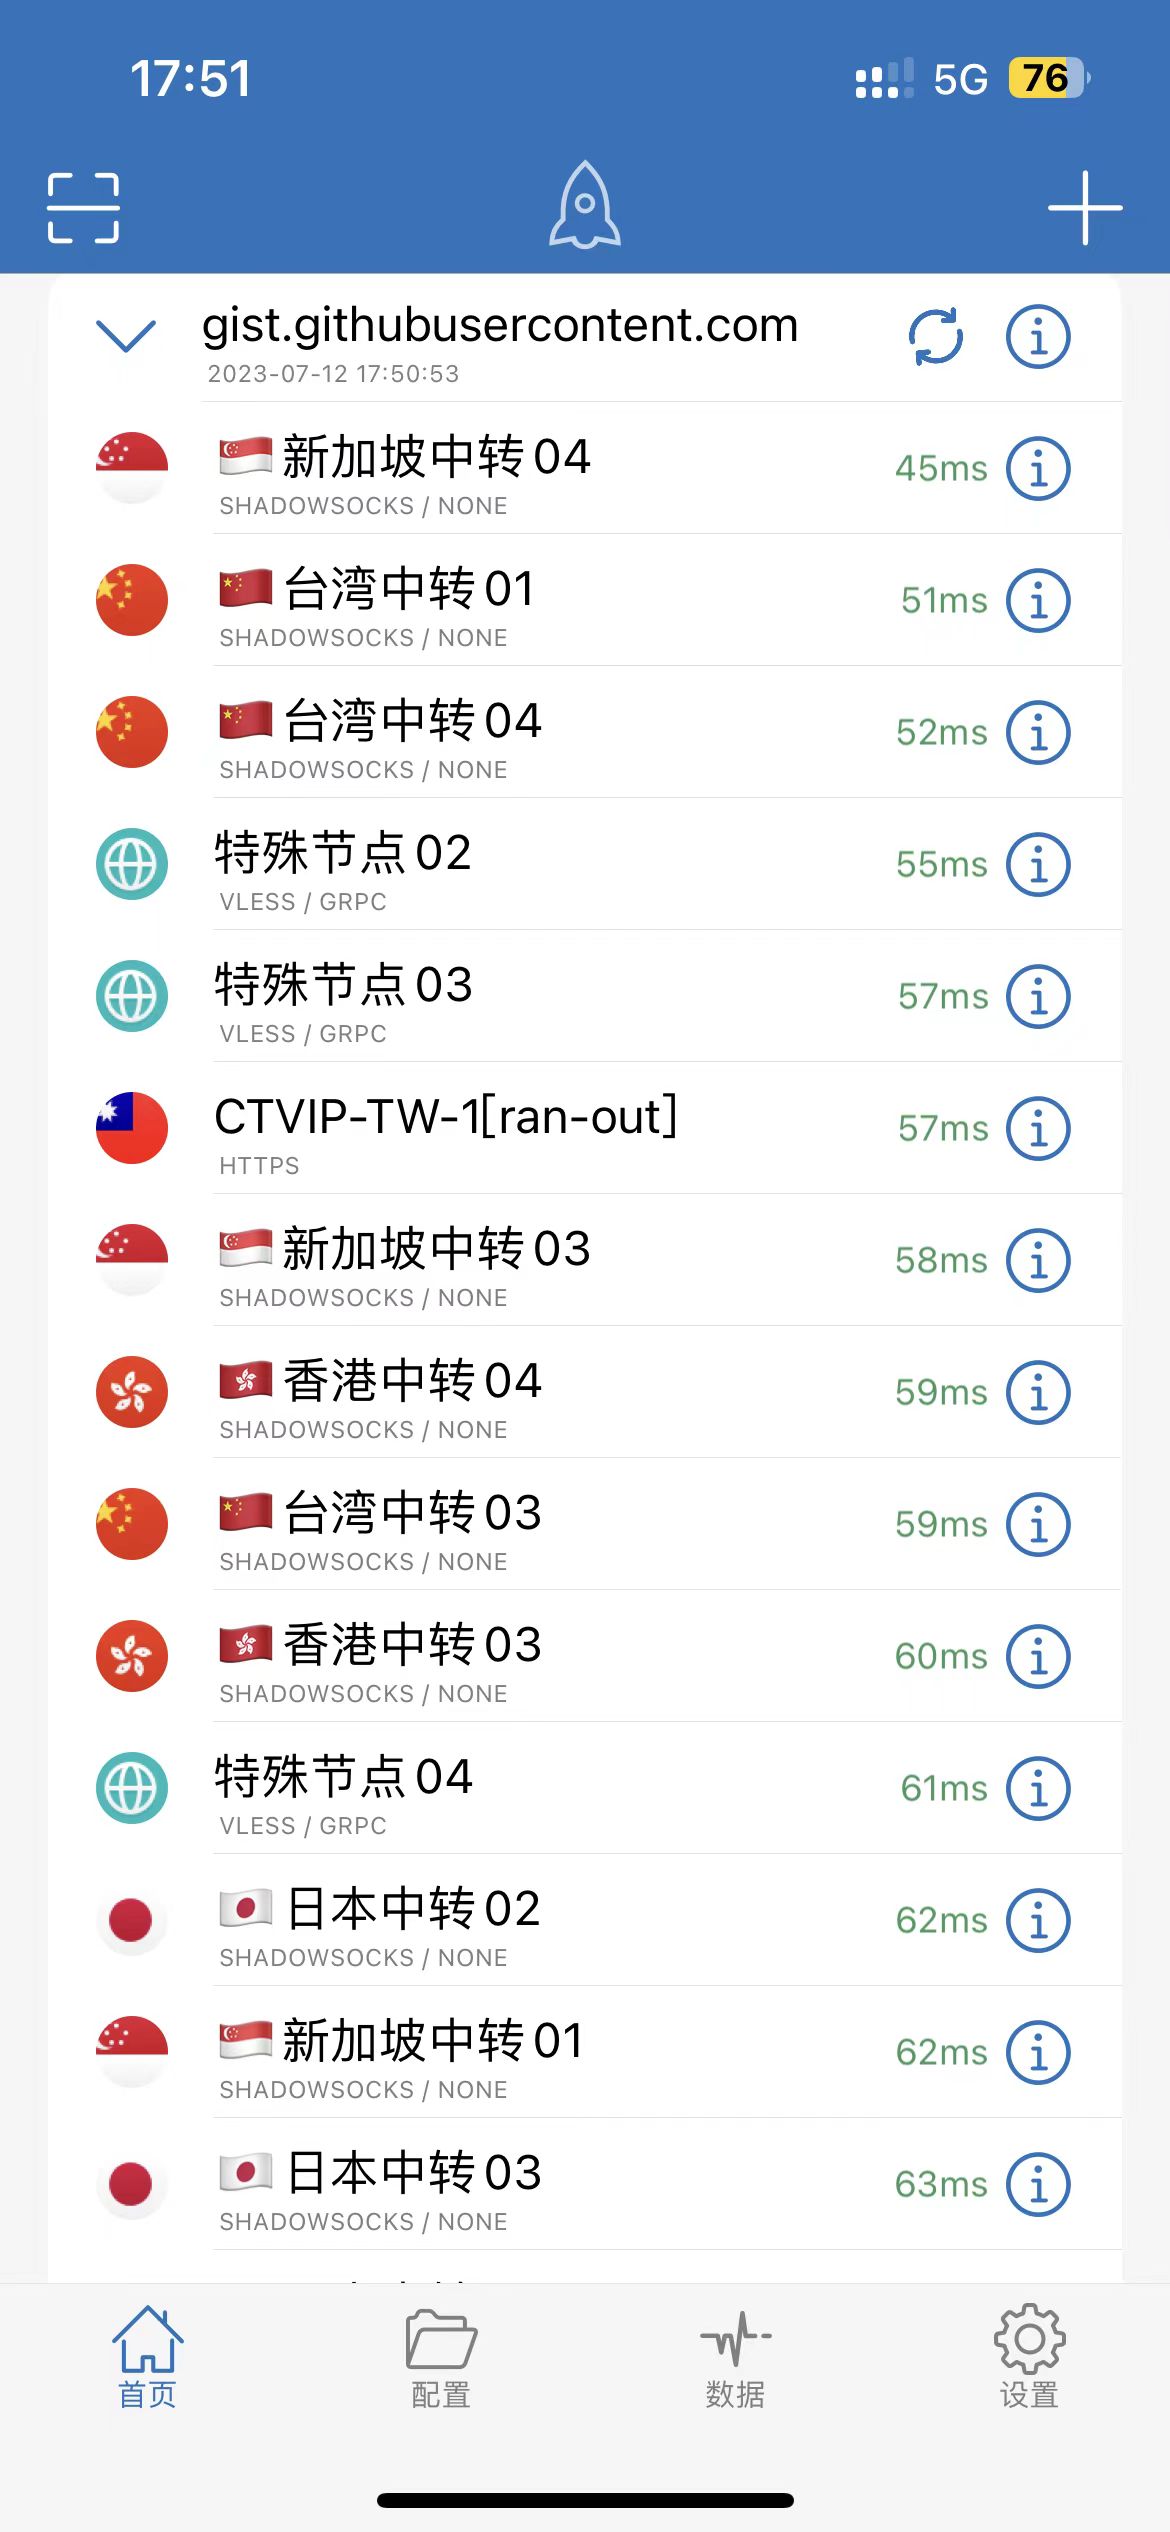 17:51
5G
76
gist.githubusercontent.com
2023-07-12 17:50:53
新加坡中转04
45ms
SHADOWSOCKS / NONE
台湾中转01
51ms
SHADOWSOCKS / NONE
台湾中转04
52ms
SHADOWSOCKS / NONE
特殊节点02
55ms
VLESS / GRPC
特殊节点03
57ms
VLESS / GRPC
CTVIP-TW-1[ran-out]
57ms
HTTPS
新加坡中转03
58ms
SHADOWSOCKS / NONE
香港中转04
59ms
SHADOWSOCKS / NONE
台湾中转03
59ms
SHADOWSOCKS / NONE
香港中转03
60ms
SHADOWSOCKS / NONE
特殊节点04
61ms
VLESS / GRPC
日本中转02
62ms
SHADOWSOCKS / NONE
新加坡中转01
62ms
SHADOWSOCKS / NONE
日本中转03
63ms
SHADOWSOCKS / NONE
首页
配置
数据
设置